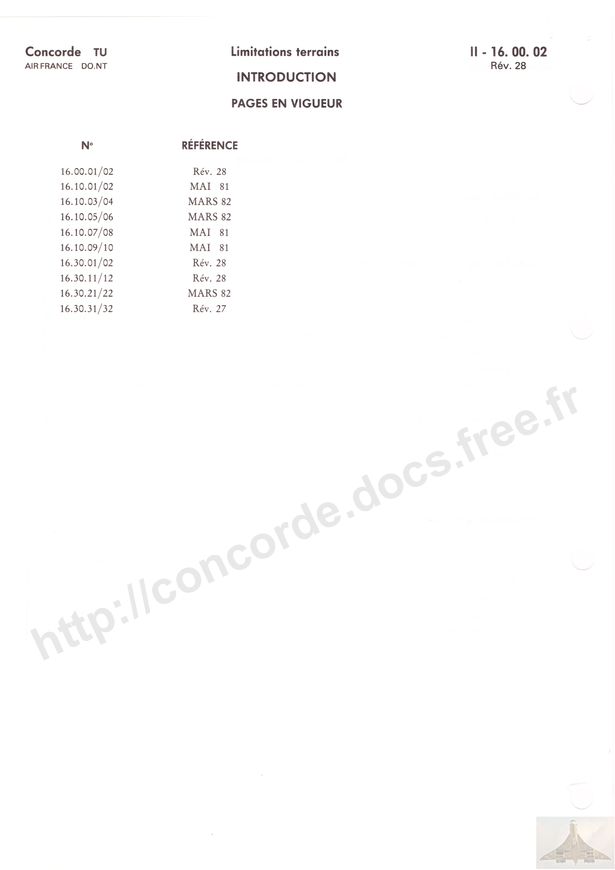 Concorde TU Limitations terrains II - 16. 00. 02
AIR FRANCE DO.NT Rév. 28
INTRODUCTION
PAGES EN VIGUEUR
Nº RÉFÉRENCE
16.00.01/02 Rév. 28
16.10.01/02 MAI 81
16.10.03/04 MARS 82
16.10.05/06 MARS 82
16.10.07/08 MAI 81
16.10.09/10 MAI 81
16.30.01/02 Rév. 28
16.30.11/12 Rév. 28
16.30.21/22 MARS 82
16.30.31/32 Rév. 27
http://concorde.docs.free.fr